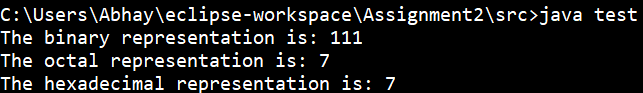 C:\Users\Abhay\eclipse-workspace\Assignment2\src>java test
The binary representation is: 111
The octal representation is: 7
The hexadecimal representation is: 7